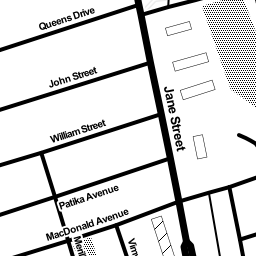 Queens Drive
John Street
Jane Street
William Street
Patika Avenue
MacDonald Avenue